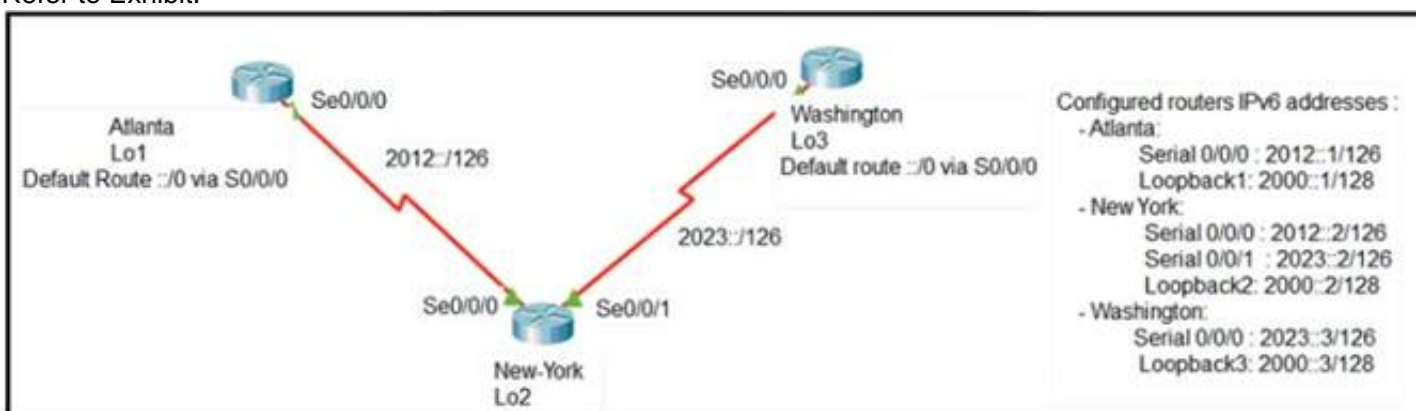 Refer to Exhibit.
Se0/0/0
Atlanta
Lo1
Default Route ::/0 via S0/0/0
2012::/126
Se0/0/0
Washington
Lo3
Default route ::/0 via S0/0/0
2023::/126
Se0/0/0
Se0/0/1
New-York
Lo2
Configured routers IPv6 addresses :
- Atlanta:
Serial 0/0/0 : 2012::1/126
Loopback1: 2000::1/128
- New York:
Serial 0/0/0 : 2012::2/126
Serial 0/0/1 : 2023::2/126
Loopback2: 2000::2/128
- Washington:
Serial 0/0/0 : 2023::3/126
Loopback3: 2000::3/128